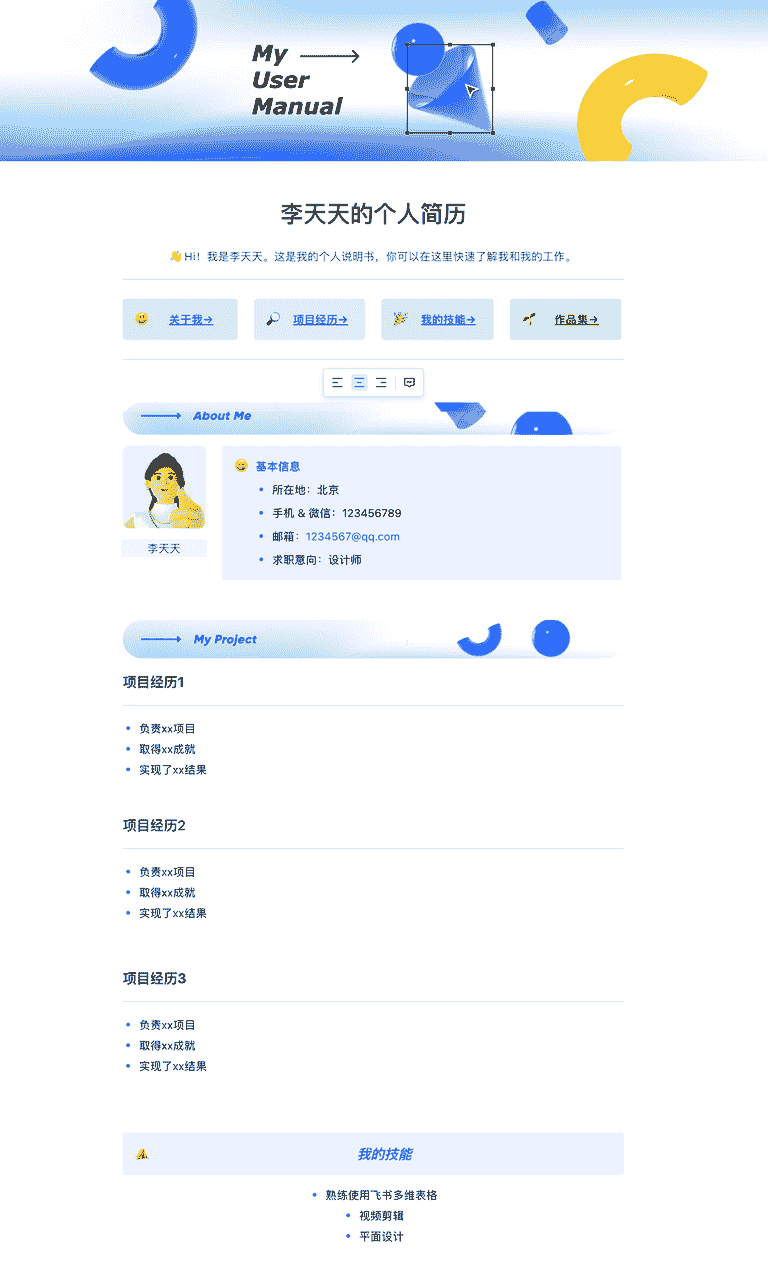 My
User
Manual
李天天的个人简历
👋 Hi！我是李天天。这是我的个人说明书，你可以在这里快速了解我和我的工作。
😀 关于我→
🔎 项目经历→
🎉 我的技能→
🌱 作品集→
About Me
😀 基本信息
• 所在地：北京
• 手机 & 微信：123456789
• 邮箱：1234567@qq.com
• 求职意向：设计师
李天天
My Project
项目经历1
• 负责xx项目
• 取得xx成就
• 实现了xx结果
项目经历2
• 负责xx项目
• 取得xx成就
• 实现了xx结果
项目经历3
• 负责xx项目
• 取得xx成就
• 实现了xx结果
我的技能
• 熟练使用飞书多维表格
• 视频剪辑
• 平面设计